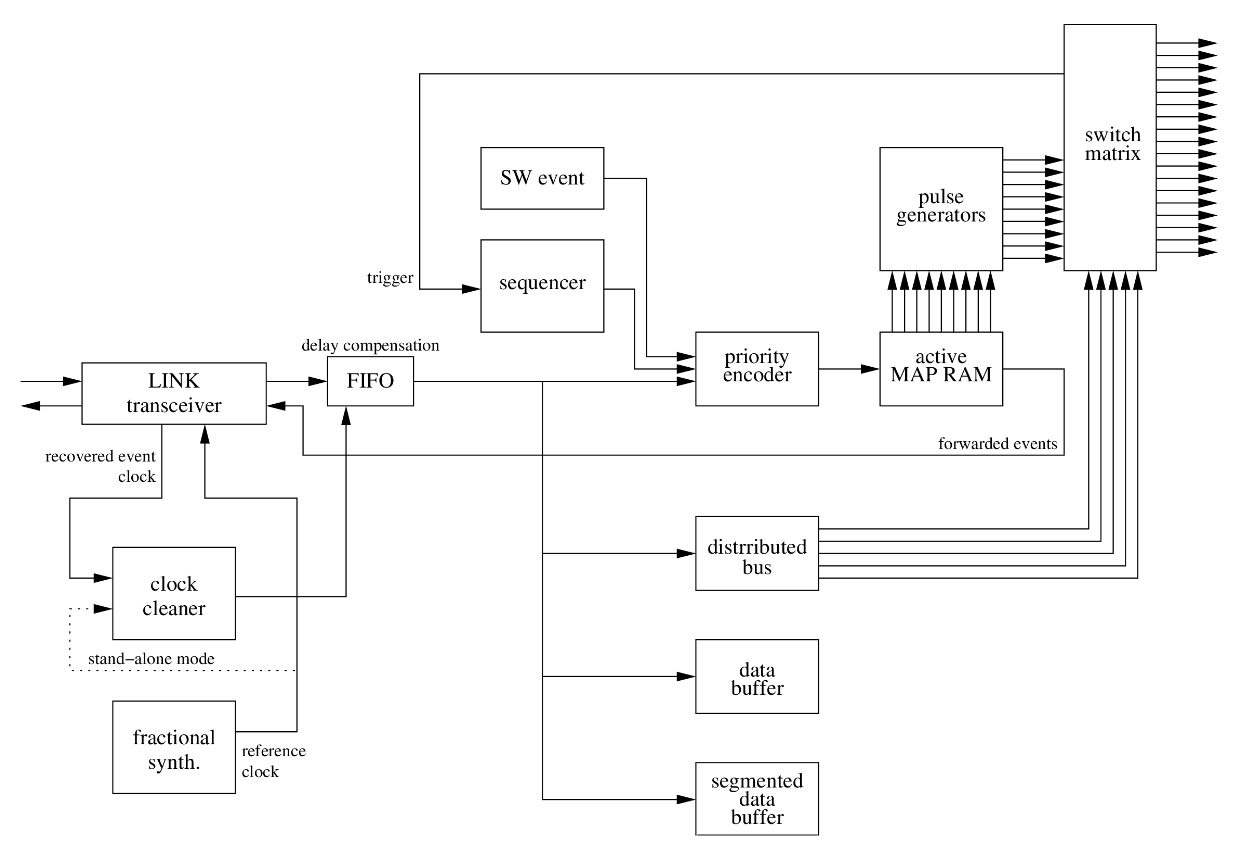 switch
matrix
SW event
pulse
generators
trigger
sequencer
delay compensation
LINK
transceiver
FIFO
priority
encoder
active
MAP RAM
forwarded events
recovered event
clock
distrributed
bus
clock
cleaner
stand−alone mode
data
buffer
fractional
synth.
reference
clock
segmented
data
buffer